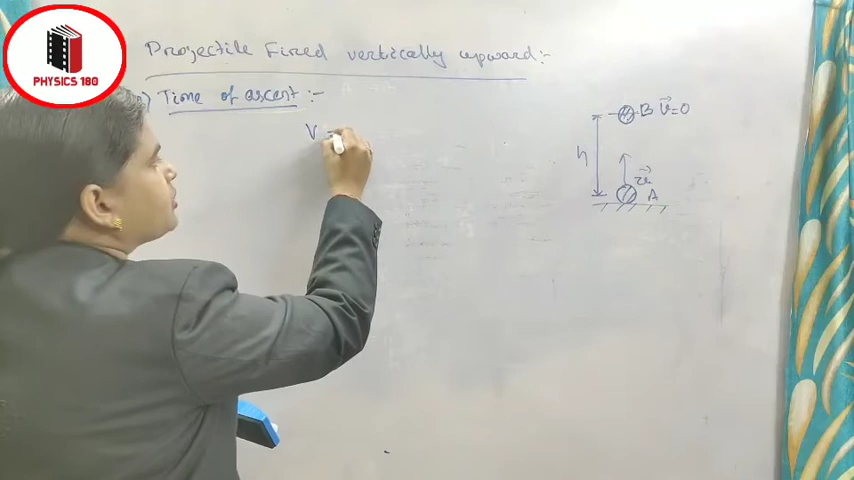 PHYSICS 180
Projectile Fired vertically upward:-
) Time of ascent :-
V =
B v⃗=0
h
u⃗
A